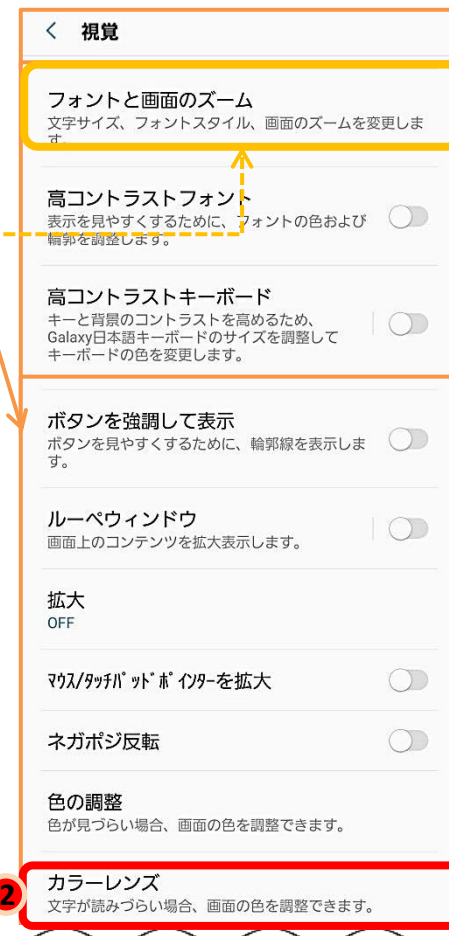 < 視覚
フォントと画面のズーム
文字サイズ、フォントスタイル、画面のズームを変更しま
す。
高コントラストフォント
表示を見やすくするために、フォントの色および
輪郭を調整します。
高コントラストキーボード
キーと背景のコントラストを高めるため、
Galaxy日本語キーボードのサイズを調整して
キーボードの色を変更します。
ボタンを強調して表示
ボタンを見やすくするために、輪郭線を表示しま
す。
ルーペウィンドウ
画面上のコンテンツを拡大表示します。
拡大
OFF
ﾏｳｽ/ﾀｯﾁﾊﾟｯﾄﾞﾎﾟｲﾝﾀｰを拡大
ネガポジ反転
色の調整
色が見づらい場合、画面の色を調整できます。
2
カラーレンズ
文字が読みづらい場合、画面の色を調整できます。